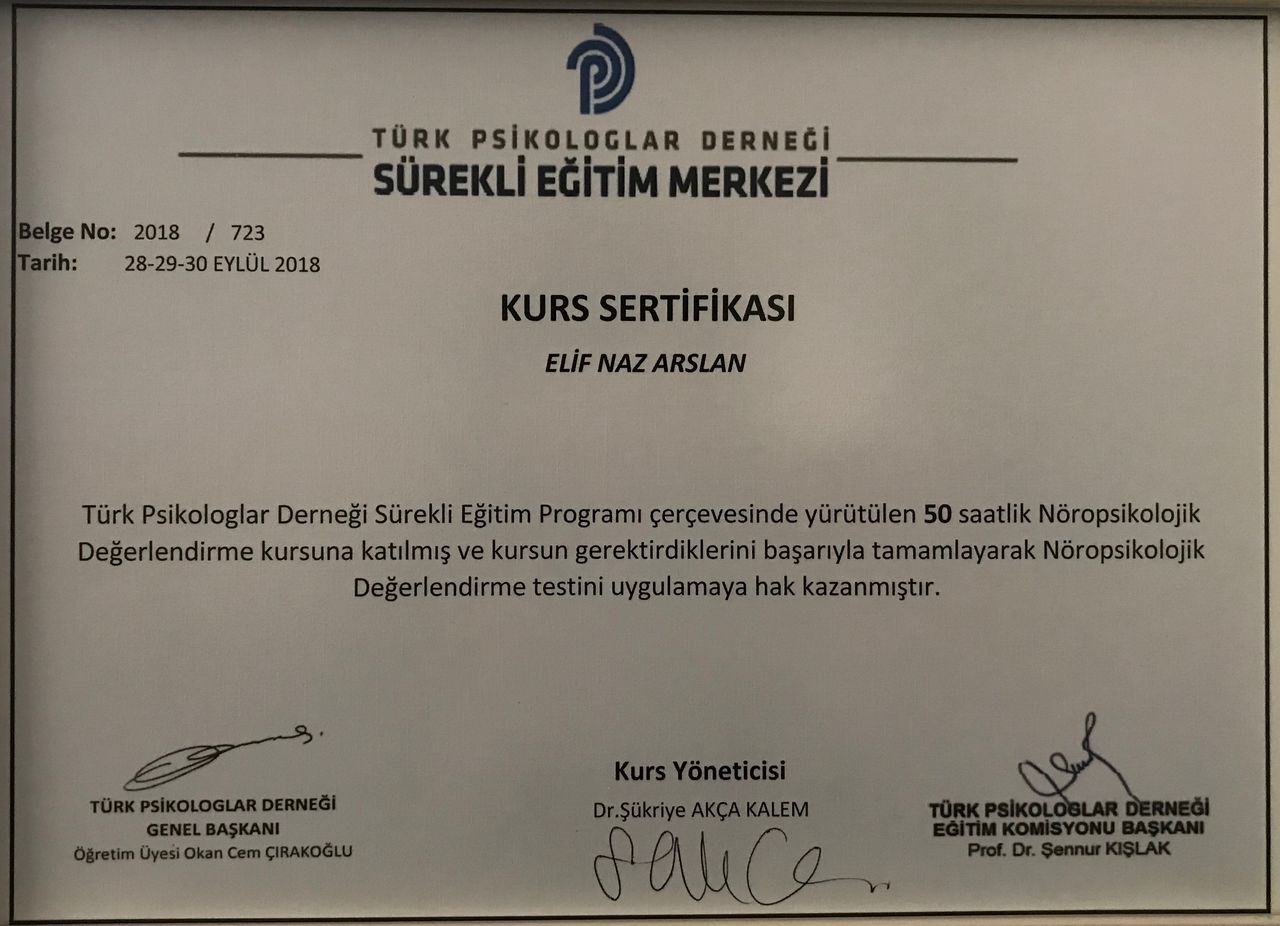 TÜRK PSİKOLOGLAR DERNEĞİ
SÜREKLİ EĞİTİM MERKEZİ
Belge No: 2018 / 723
Tarih: 28-29-30 EYLÜL 2018
KURS SERTİFİKASI
ELİF NAZ ARSLAN
Türk Psikologlar Derneği Sürekli Eğitim Programı çerçevesinde yürütülen 50 saatlik Nöropsikolojik
Değerlendirme kursuna katılmış ve kursun gerektirdiklerini başarıyla tamamlayarak Nöropsikolojik
Değerlendirme testini uygulamaya hak kazanmıştır.
TÜRK PSİKOLOGLAR DERNEĞİ
GENEL BAŞKANI
Öğretim Üyesi Okan Cem ÇIRAKOĞLU
Kurs Yöneticisi
Dr.Şükriye AKÇA KALEM
TÜRK PSİKOLOGLAR DERNEĞİ
EĞİTİM KOMİSYONU BAŞKANI
Prof. Dr. Şennur KIŞLAK